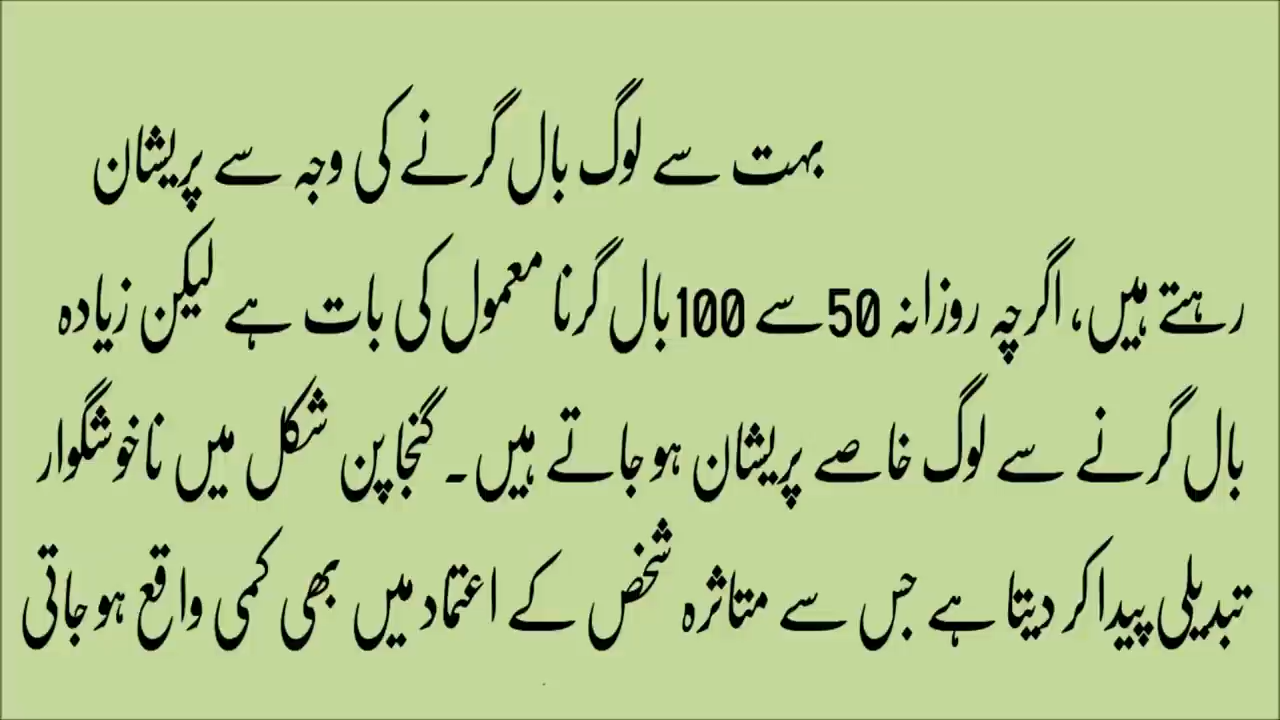 بہت سے لوگ بال گرنے کی وجہ سے پریشان
رہتے ہیں، اگرچہ روزانہ 50 سے 100 بال گرنا معمول کی بات ہے لیکن زیادہ
بال گرنے سے لوگ خاصے پریشان ہو جاتے ہیں۔ گنجا پن شکل میں ناخوشگوار
تبدیلی پیدا کر دیتا ہے جس سے متاثرہ شخص کے اعتماد میں بھی کمی واقع ہو جاتی